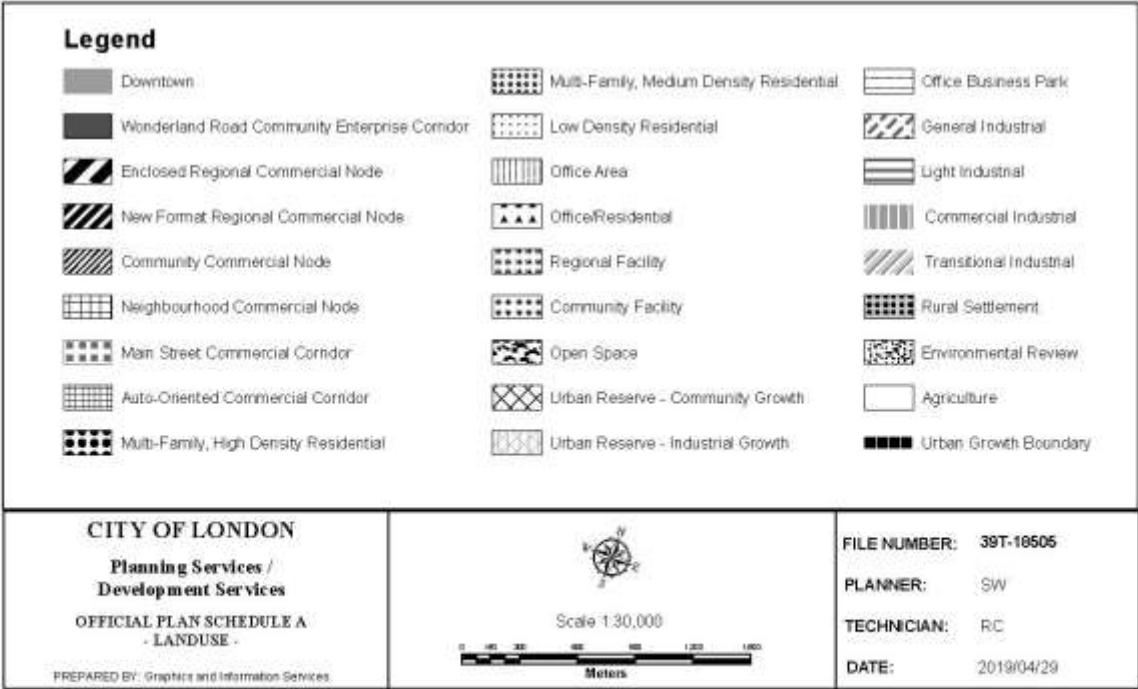 Legend
Downtown
Wonderland Road Community Enterprise Corridor
Enclosed Regional Commercial Node
New Format Regional Commercial Node
Community Commercial Node
Neighbourhood Commercial Node
Main Street Commercial Corridor
Auto-Oriented Commercial Corridor
Multi-Family, High Density Residential
Multi-Family, Medium Density Residential
Low Density Residential
Office Area
Office/Residential
Regional Facility
Community Facility
Open Space
Urban Reserve - Community Growth
Urban Reserve - Industrial Growth
Office Business Park
General Industrial
Light Industrial
Commercial Industrial
Transitional Industrial
Rural Settlement
Environmental Review
Agriculture
Urban Growth Boundary
CITY OF LONDON
Planning Services /
Development Services
OFFICIAL PLAN SCHEDULE A
- LANDUSE -
PREPARED BY: Graphics and Information Services
N
W
E
S
Scale 1:30,000
Meters
FILE NUMBER: 39T-18505
PLANNER: SW
TECHNICIAN: RC
DATE: 2019/04/29